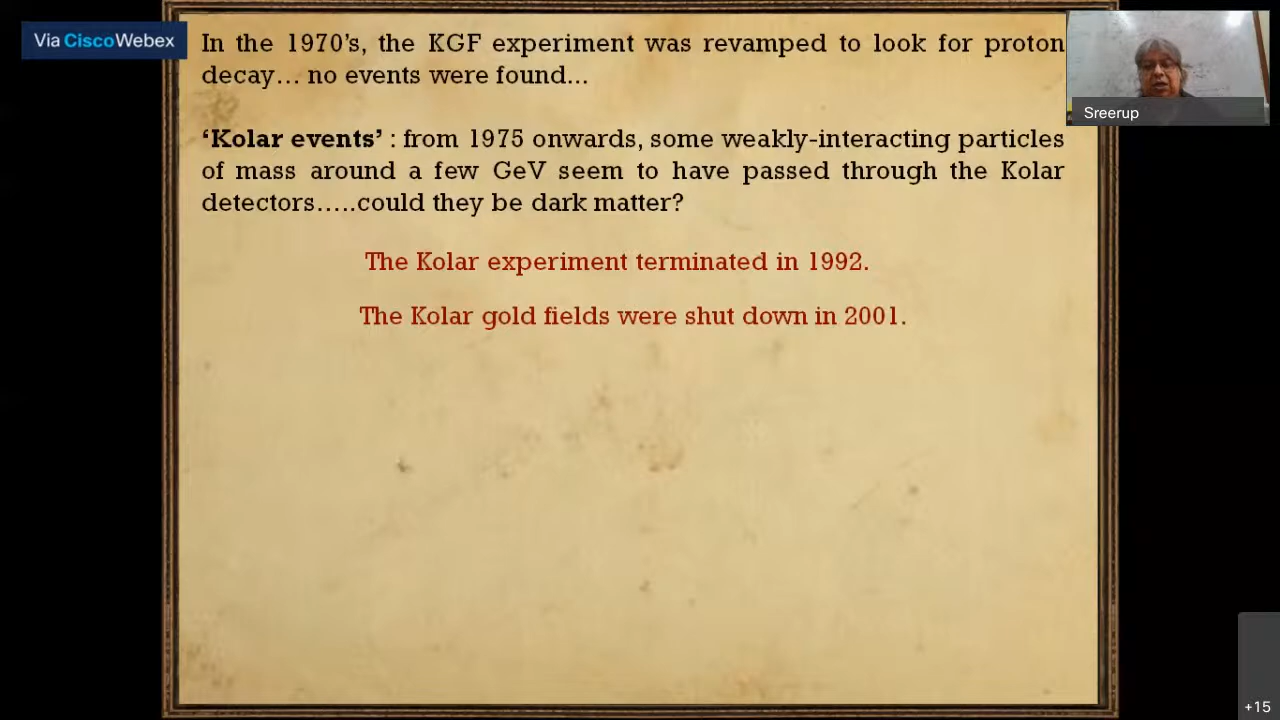 Via Cisco Webex
In the 1970's, the KGF experiment was revamped to look for proton
decay... no events were found...
'Kolar events' : from 1975 onwards, some weakly-interacting particles
of mass around a few GeV seem to have passed through the Kolar
detectors.....could they be dark matter?
The Kolar experiment terminated in 1992.
The Kolar gold fields were shut down in 2001.
Sreerup
+15